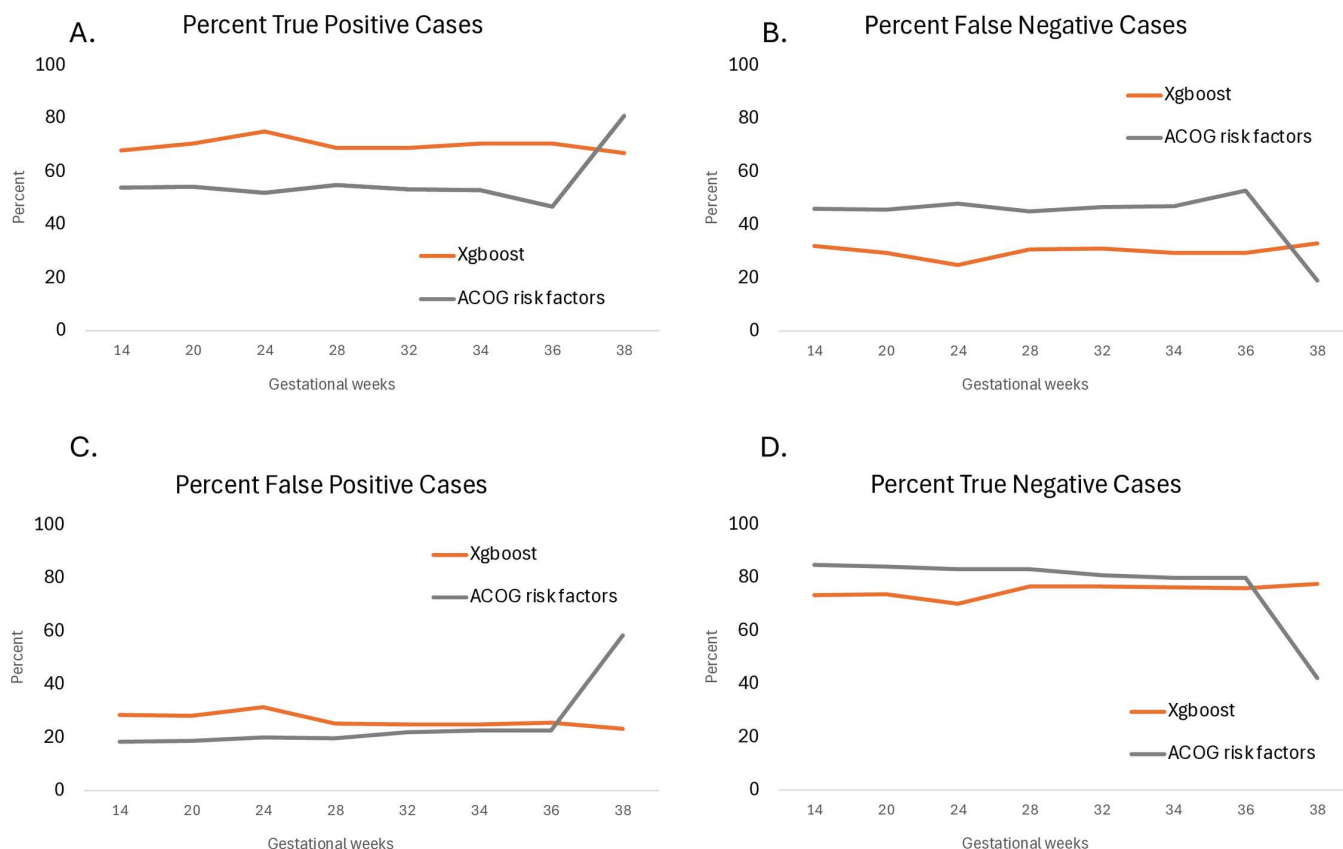 A.
Percent True Positive Cases
100
80
60
40
20
0
Percent
Xgboost
ACOG risk factors
14 20 24 28 32 34 36 38
Gestational weeks
B.
Percent False Negative Cases
100
80
60
40
20
0
Percent
Xgboost
ACOG risk factors
14 20 24 28 32 34 36 38
Gestational weeks
C.
Percent False Positive Cases
100
80
60
40
20
0
Percent
Xgboost
ACOG risk factors
14 20 24 28 32 34 36 38
Gestational weeks
D.
Percent True Negative Cases
100
80
60
40
20
0
Percent
Xgboost
ACOG risk factors
14 20 24 28 32 34 36 38
Gestational weeks